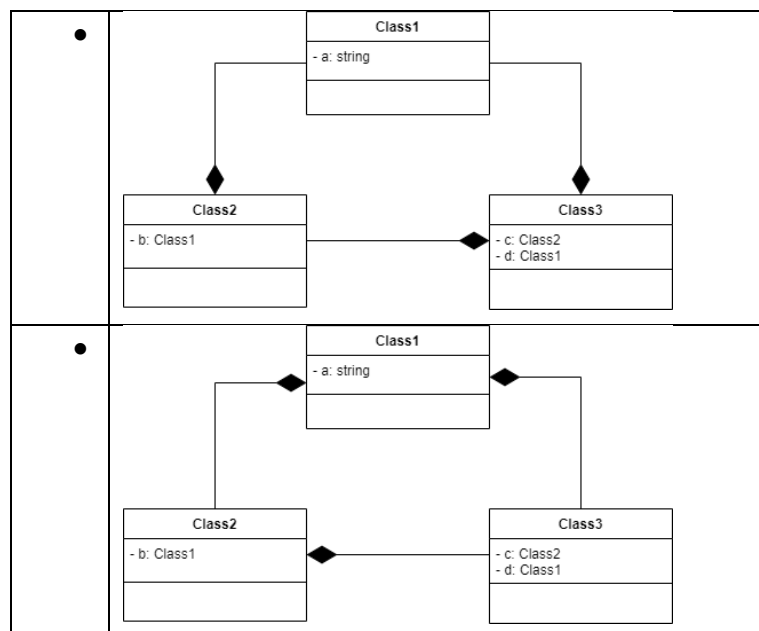 Class1
- a: string
Class2
- b: Class1
Class3
- c: Class2
- d: Class1
Class1
- a: string
Class2
- b: Class1
Class3
- c: Class2
- d: Class1